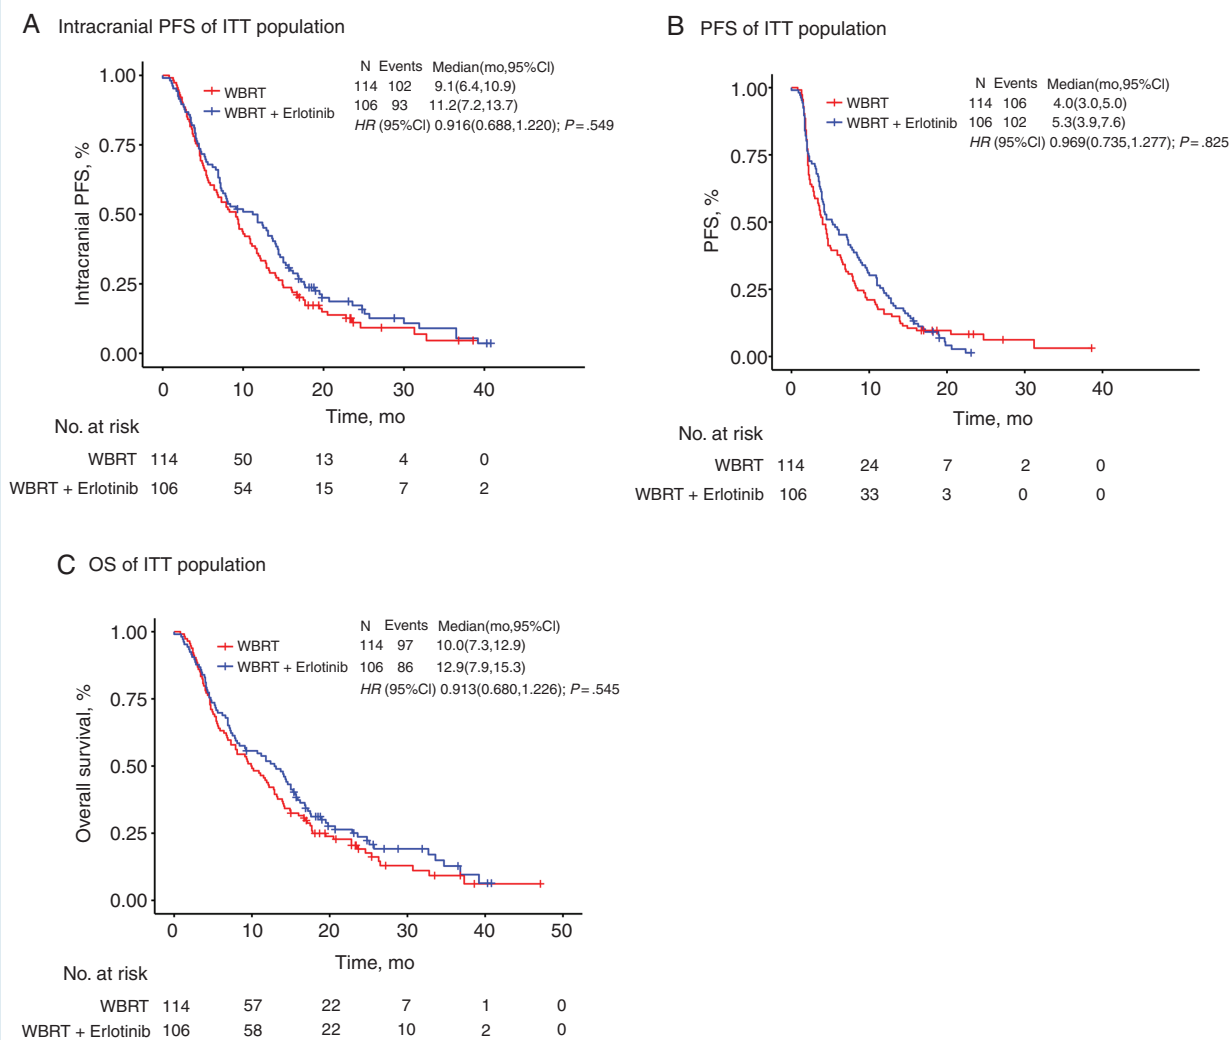 A Intracranial PFS of ITT population
N Events Median(mo,95%CI)
WBRT 114 102 9.1(6.4,10.9)
WBRT + Erlotinib 106 93 11.2(7.2,13.7)
HR (95%CI) 0.916(0.688,1.220); P=.549
Intracranial PFS, %
1.00
0.75
0.50
0.25
0.00
0 10 20 30 40
Time, mo
No. at risk
WBRT 114 50 13 4 0
WBRT + Erlotinib 106 54 15 7 2
B PFS of ITT population
N Events Median(mo,95%CI)
WBRT 114 106 4.0(3.0,5.0)
WBRT + Erlotinib 106 102 5.3(3.9,7.6)
HR (95%CI) 0.969(0.735,1.277); P=.825
PFS, %
1.00
0.75
0.50
0.25
0.00
0 10 20 30 40
Time, mo
No. at risk
WBRT 114 24 7 2 0
WBRT + Erlotinib 106 33 3 0 0
C OS of ITT population
N Events Median(mo,95%CI)
WBRT 114 97 10.0(7.3,12.9)
WBRT + Erlotinib 106 86 12.9(7.9,15.3)
HR (95%CI) 0.913(0.680,1.226); P=.545
Overall survival, %
1.00
0.75
0.50
0.25
0.00
0 10 20 30 40 50
Time, mo
No. at risk
WBRT 114 57 22 7 1 0
WBRT + Erlotinib 106 58 22 10 2 0